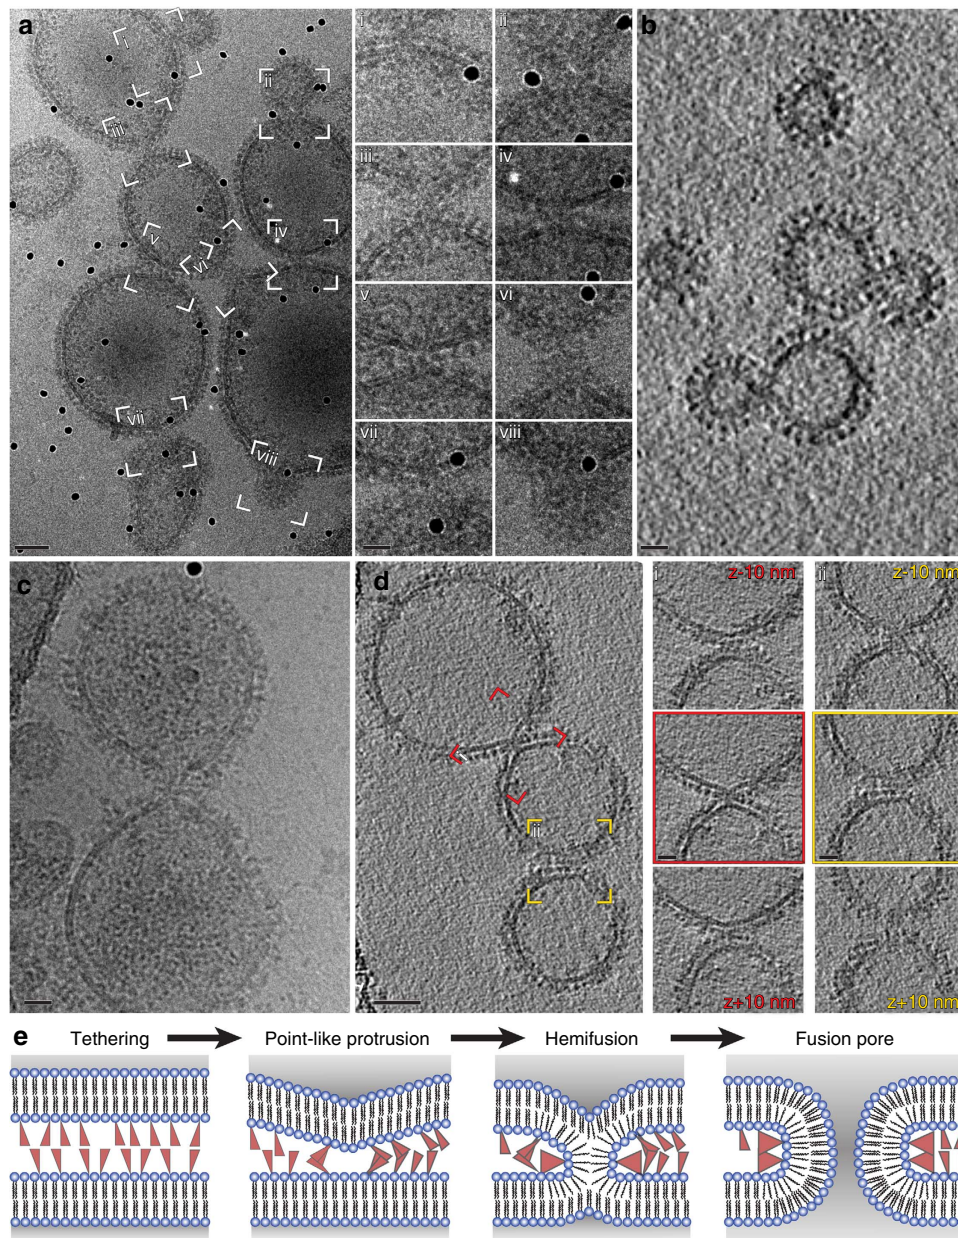 a
i
ii
iii
iv
v
vi
vii
viii
i
ii
iii
iv
v
vi
vii
viii
b
c
d
ii
i
z-10 nm
z+10 nm
ii
z-10 nm
z+10 nm
e
Tethering
Point-like protrusion
Hemifusion
Fusion pore